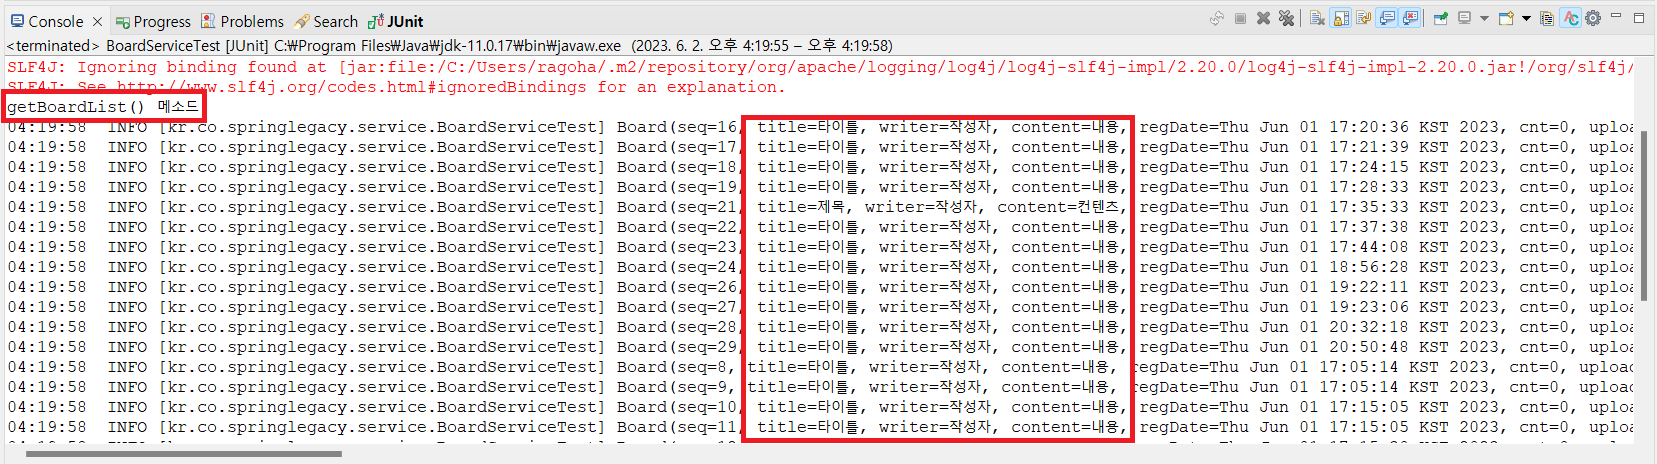 Console Progress Problems Search JUnit
<terminated> BoardServiceTest [JUnit] C:₩Program Files₩Java₩jdk-11.0.17₩bin₩javaw.exe (2023. 6. 2. 오후 4:19:55 – 오후 4:19:58)
SLF4J: Ignoring binding found at [jar:file:/C:/Users/ragoha/.m2/repository/org/apache/logging/log4j/log4j-slf4j-impl/2.20.0/log4j-slf4j-impl-2.20.0.jar!/org/slf4j/
SLF4J: See http://www.slf4j.org/codes.html#ignoredBindings for an explanation.
getBoardList() 메소드
04:19:58 INFO [kr.co.springlegacy.service.BoardServiceTest] Board(seq=16, title=타이틀, writer=작성자, content=내용, regDate=Thu Jun 01 17:20:36 KST 2023, cnt=0, uploa
04:19:58 INFO [kr.co.springlegacy.service.BoardServiceTest] Board(seq=17, title=타이틀, writer=작성자, content=내용, regDate=Thu Jun 01 17:21:39 KST 2023, cnt=0, uploa
04:19:58 INFO [kr.co.springlegacy.service.BoardServiceTest] Board(seq=18, title=타이틀, writer=작성자, content=내용, regDate=Thu Jun 01 17:24:15 KST 2023, cnt=0, uploa
04:19:58 INFO [kr.co.springlegacy.service.BoardServiceTest] Board(seq=19, title=타이틀, writer=작성자, content=내용, regDate=Thu Jun 01 17:28:33 KST 2023, cnt=0, uploa
04:19:58 INFO [kr.co.springlegacy.service.BoardServiceTest] Board(seq=21, title=제목, writer=작성자, content=컨텐츠, regDate=Thu Jun 01 17:35:33 KST 2023, cnt=0, uploa
04:19:58 INFO [kr.co.springlegacy.service.BoardServiceTest] Board(seq=22, title=타이틀, writer=작성자, content=내용, regDate=Thu Jun 01 17:37:38 KST 2023, cnt=0, uploa
04:19:58 INFO [kr.co.springlegacy.service.BoardServiceTest] Board(seq=23, title=타이틀, writer=작성자, content=내용, regDate=Thu Jun 01 17:44:08 KST 2023, cnt=0, uploa
04:19:58 INFO [kr.co.springlegacy.service.BoardServiceTest] Board(seq=24, title=타이틀, writer=작성자, content=내용, regDate=Thu Jun 01 18:56:28 KST 2023, cnt=0, uploa
04:19:58 INFO [kr.co.springlegacy.service.BoardServiceTest] Board(seq=26, title=타이틀, writer=작성자, content=내용, regDate=Thu Jun 01 19:22:11 KST 2023, cnt=0, uploa
04:19:58 INFO [kr.co.springlegacy.service.BoardServiceTest] Board(seq=27, title=타이틀, writer=작성자, content=내용, regDate=Thu Jun 01 19:23:06 KST 2023, cnt=0, uploa
04:19:58 INFO [kr.co.springlegacy.service.BoardServiceTest] Board(seq=28, title=타이틀, writer=작성자, content=내용, regDate=Thu Jun 01 20:32:18 KST 2023, cnt=0, uploa
04:19:58 INFO [kr.co.springlegacy.service.BoardServiceTest] Board(seq=29, title=타이틀, writer=작성자, content=내용, regDate=Thu Jun 01 20:50:48 KST 2023, cnt=0, uploa
04:19:58 INFO [kr.co.springlegacy.service.BoardServiceTest] Board(seq=8, title=타이틀, writer=작성자, content=내용, regDate=Thu Jun 01 17:05:14 KST 2023, cnt=0, upload
04:19:58 INFO [kr.co.springlegacy.service.BoardServiceTest] Board(seq=9, title=타이틀, writer=작성자, content=내용, regDate=Thu Jun 01 17:05:14 KST 2023, cnt=0, upload
04:19:58 INFO [kr.co.springlegacy.service.BoardServiceTest] Board(seq=10, title=타이틀, writer=작성자, content=내용, regDate=Thu Jun 01 17:15:05 KST 2023, cnt=0, uploa
04:19:58 INFO [kr.co.springlegacy.service.BoardServiceTest] Board(seq=11, title=타이틀, writer=작성자, content=내용, regDate=Thu Jun 01 17:15:05 KST 2023, cnt=0, uploa